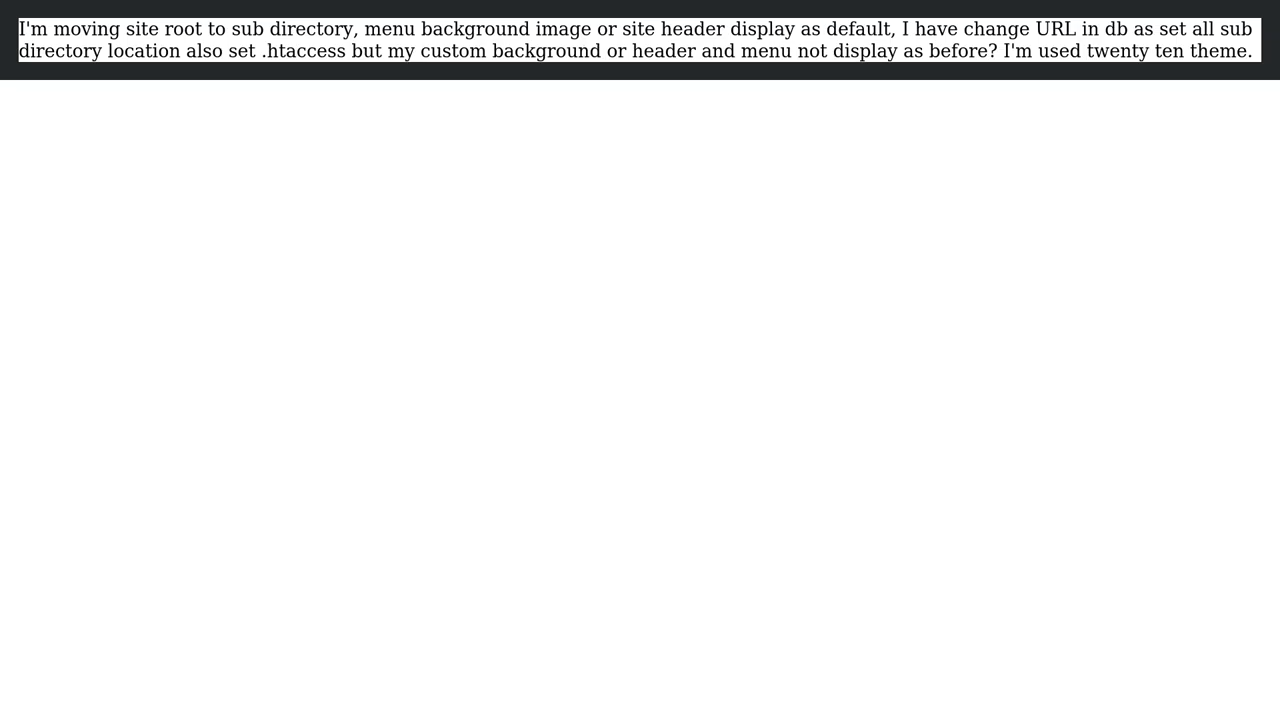 I'm moving site root to sub directory, menu background image or site header display as default, I have change URL in db as set all sub
directory location also set .htaccess but my custom background or header and menu not display as before? I'm used twenty ten theme.